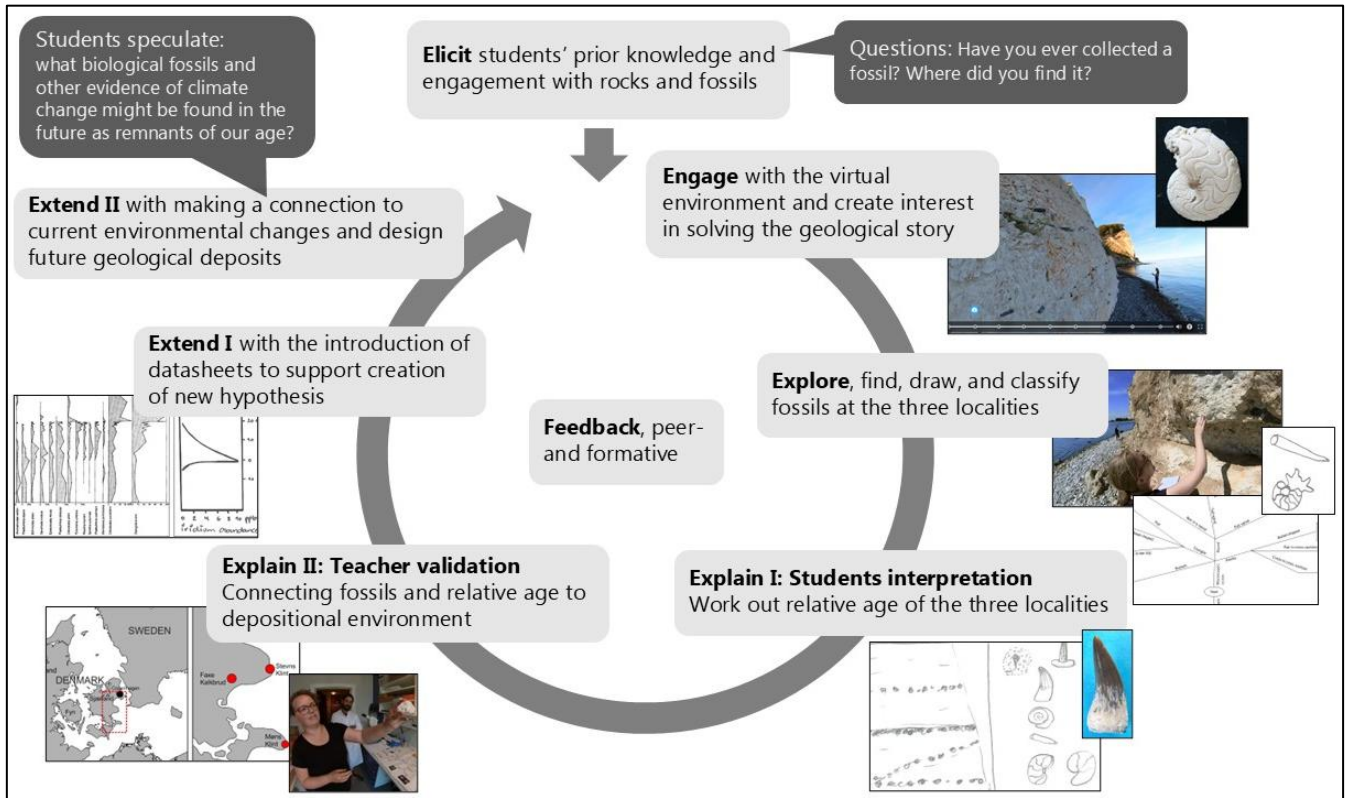 Students speculate:
what biological fossils and
other evidence of climate
change might be found in the
future as remnants of our age?
Elicit students’ prior knowledge and
engagement with rocks and fossils
Questions: Have you ever collected a
fossil? Where did you find it?
Engage with the virtual
environment and create interest
in solving the geological story
Extend II with making a connection to
current environmental changes and design
future geological deposits
Extend I with the introduction of
datasheets to support creation
of new hypothesis
Explore, find, draw, and classify
fossils at the three localities
Feedback, peer-
and formative
Explain II: Teacher validation
Connecting fossils and relative age to
depositional environment
Explain I: Students interpretation
Work out relative age of the three localities
iridium abundance
ppb
SWEDEN
DENMARK
Fyn
Faxe
Kalkbrud
Stevns
Klint
Møns
Klint